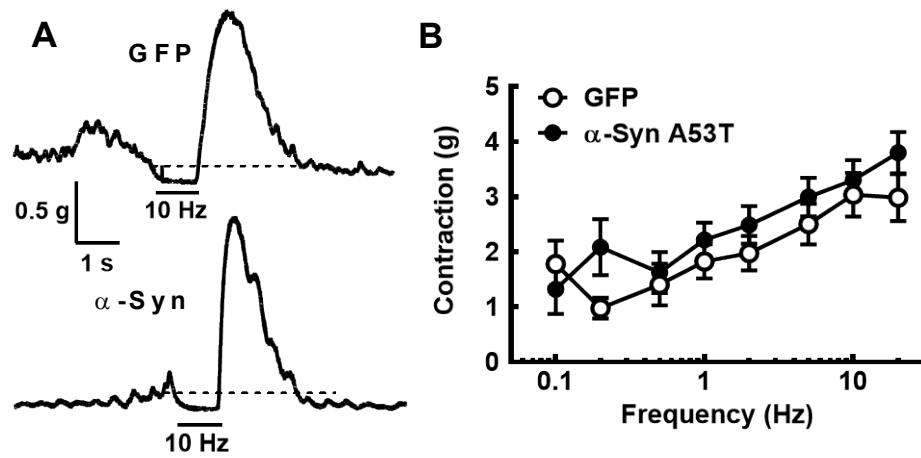 A
GFP
0.5 g
1 s
10 Hz
α-Syn
10 Hz
B
GFP
α-Syn A53T
Contraction (g)
5
4
3
2
1
0
0.1
1
10
Frequency (Hz)